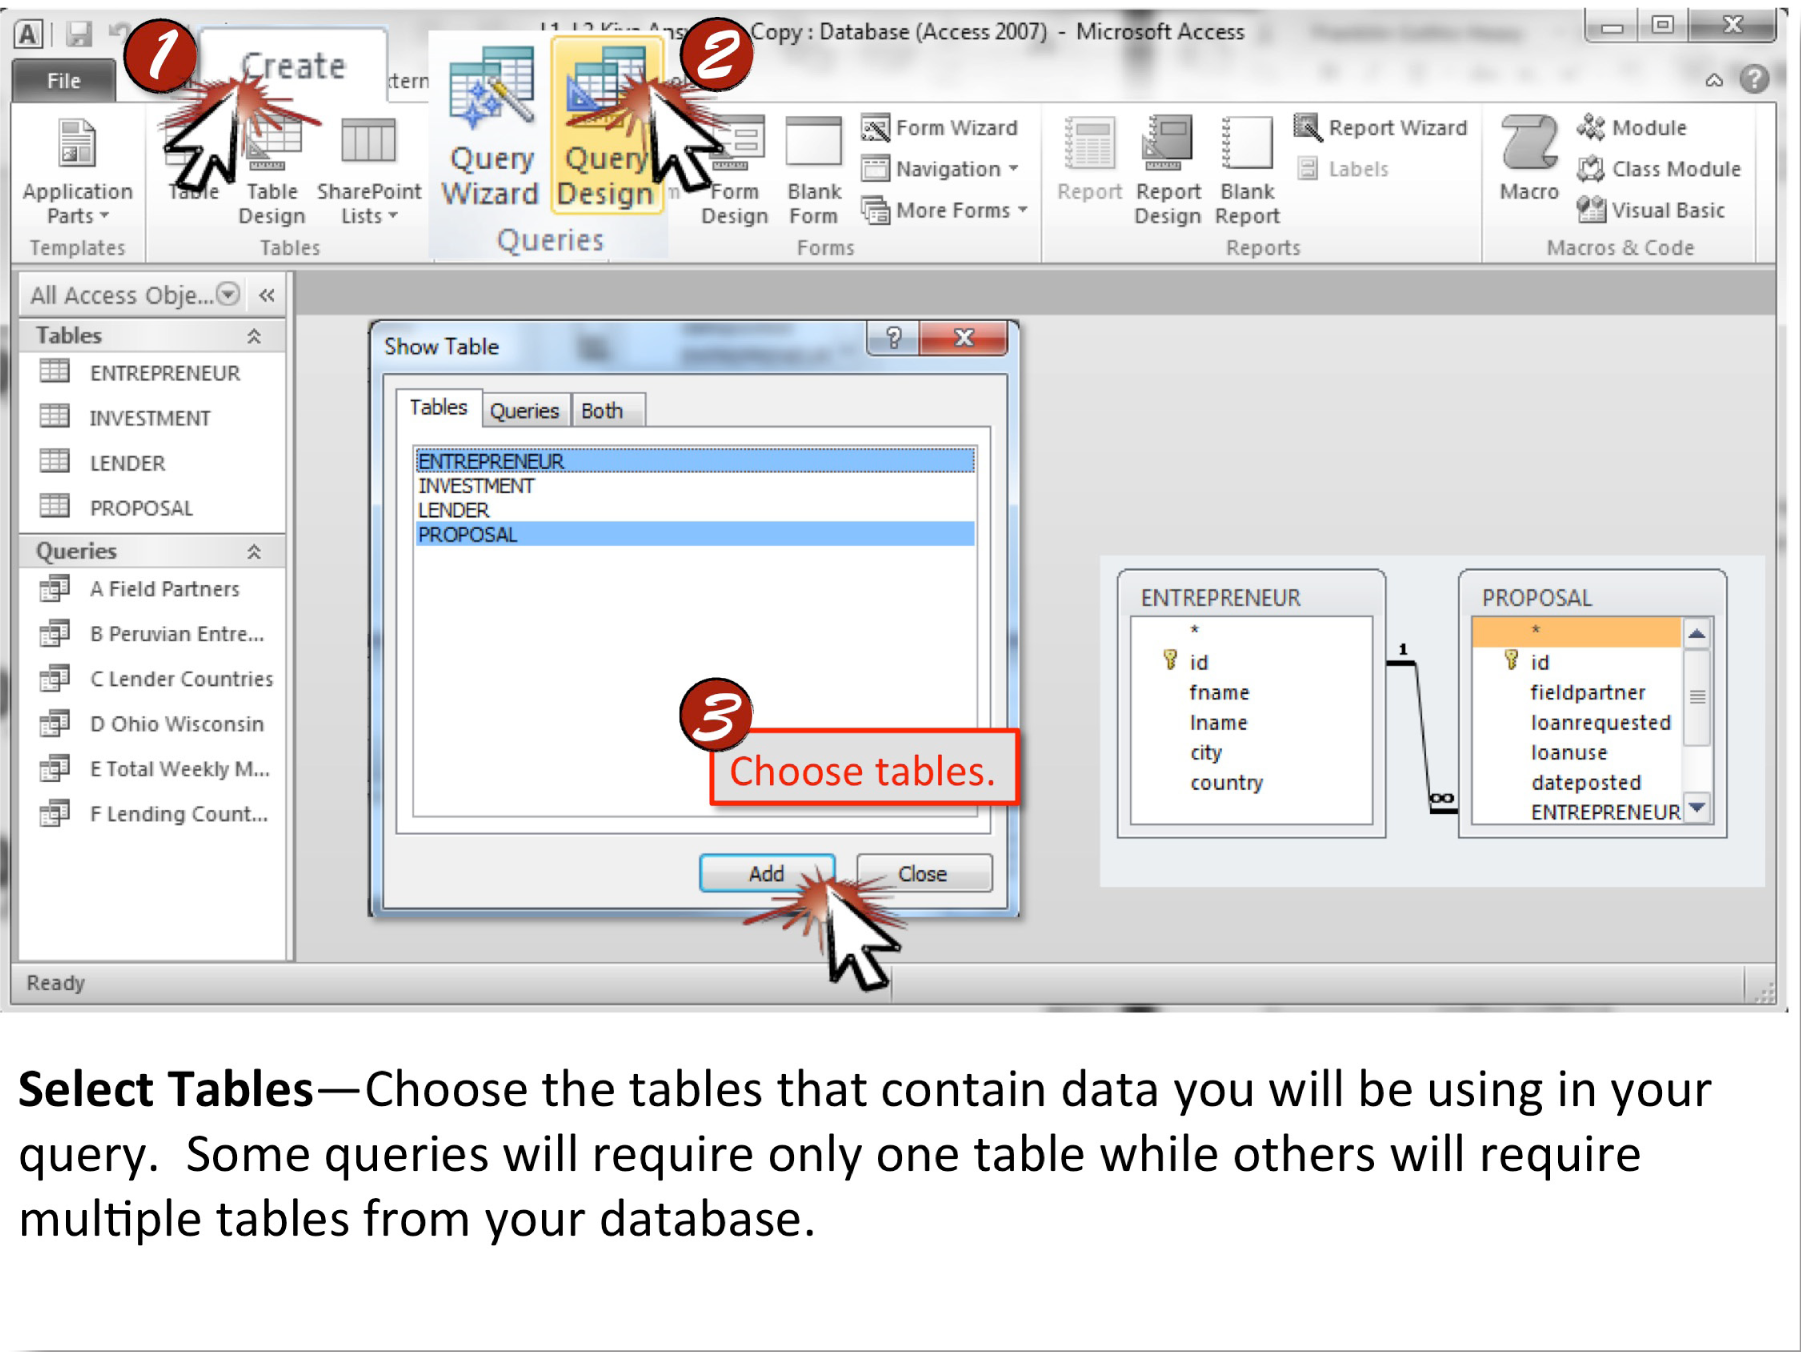 1
2
Copy : Database (Access 2007) - Microsoft Access
File
Create
Application
Parts
Templates
Table
Table
Design
SharePoint
Lists
Tables
Query
Wizard
Query
Design
Queries
Form
Design
Blank
Form
Form Wizard
Navigation
More Forms
Forms
Report
Report
Design
Blank
Report
Report Wizard
Labels
Reports
Macro
Module
Class Module
Visual Basic
Macros & Code
All Access Obje...
Tables
ENTREPRENEUR
INVESTMENT
LENDER
PROPOSAL
Queries
A Field Partners
B Peruvian Entre...
C Lender Countries
D Ohio Wisconsin
E Total Weekly M...
F Lending Count...
Show Table
Tables Queries Both
ENTREPRENEUR
INVESTMENT
LENDER
PROPOSAL
3
Choose tables.
Add Close
ENTREPRENEUR
*
id
fname
lname
city
country
1
∞
PROPOSAL
*
id
fieldpartner
loanrequested
loanuse
dateposted
ENTREPRENEUR
Ready
Select Tables—Choose the tables that contain data you will be using in your
query. Some queries will require only one table while others will require
multiple tables from your database.